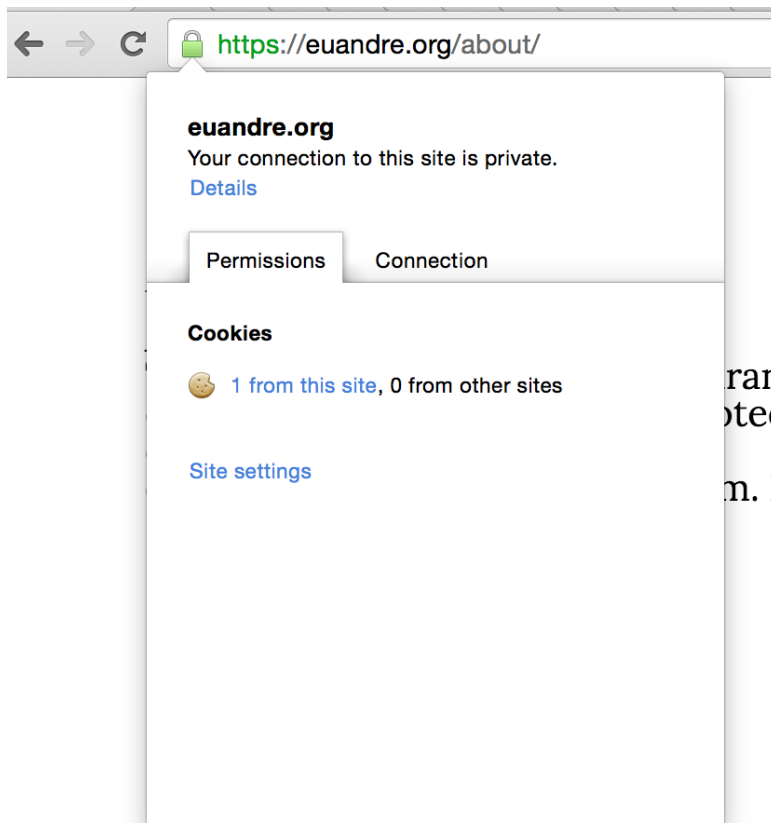 https://euandre.org/about/
euandre.org
Your connection to this site is private.
Details
Permissions Connection
Cookies
1 from this site, 0 from other sites
Site settings
m.